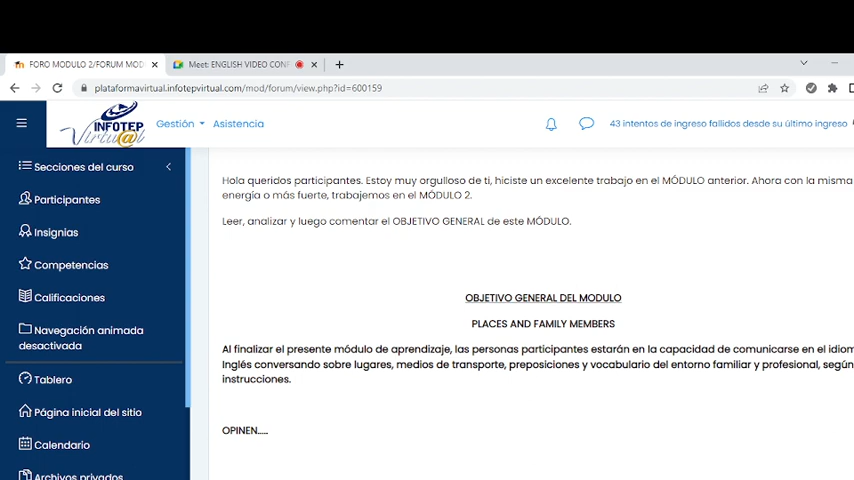 FORO MODULO 2/FORUM MOD
Meet: ENGLISH VIDEO CONF
plataformavirtual.infotepvirtual.com/mod/forum/view.php?id=600159
INFOTEP
Virtu@l
Gestión
Asistencia
43 intentos de ingreso fallidos desde su último ingreso
Secciones del curso
Participantes
Insignias
Competencias
Calificaciones
Navegación animada
desactivada
Tablero
Página inicial del sitio
Calendario
Archivos privados
Hola queridos participantes. Estoy muy orgulloso de ti, hiciste un excelente trabajo en el MÓDULO anterior. Ahora con la misma
energía o más fuerte, trabajemos en el MÓDULO 2.
Leer, analizar y luego comentar el OBJETIVO GENERAL de este MÓDULO.
OBJETIVO GENERAL DEL MODULO
PLACES AND FAMILY MEMBERS
Al finalizar el presente módulo de aprendizaje, las personas participantes estarán en la capacidad de comunicarse en el idiom
Inglés conversando sobre lugares, medios de transporte, preposiciones y vocabulario del entorno familiar y profesional, según
instrucciones.
OPINEN.....